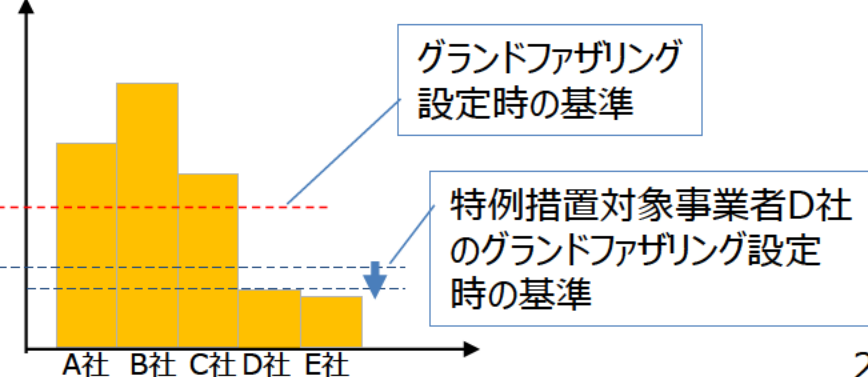 グランドファザリング
設定時の基準
特例措置対象事業者D社
のグランドファザリング設定
時の基準
A社 B社 C社 D社 E社
2